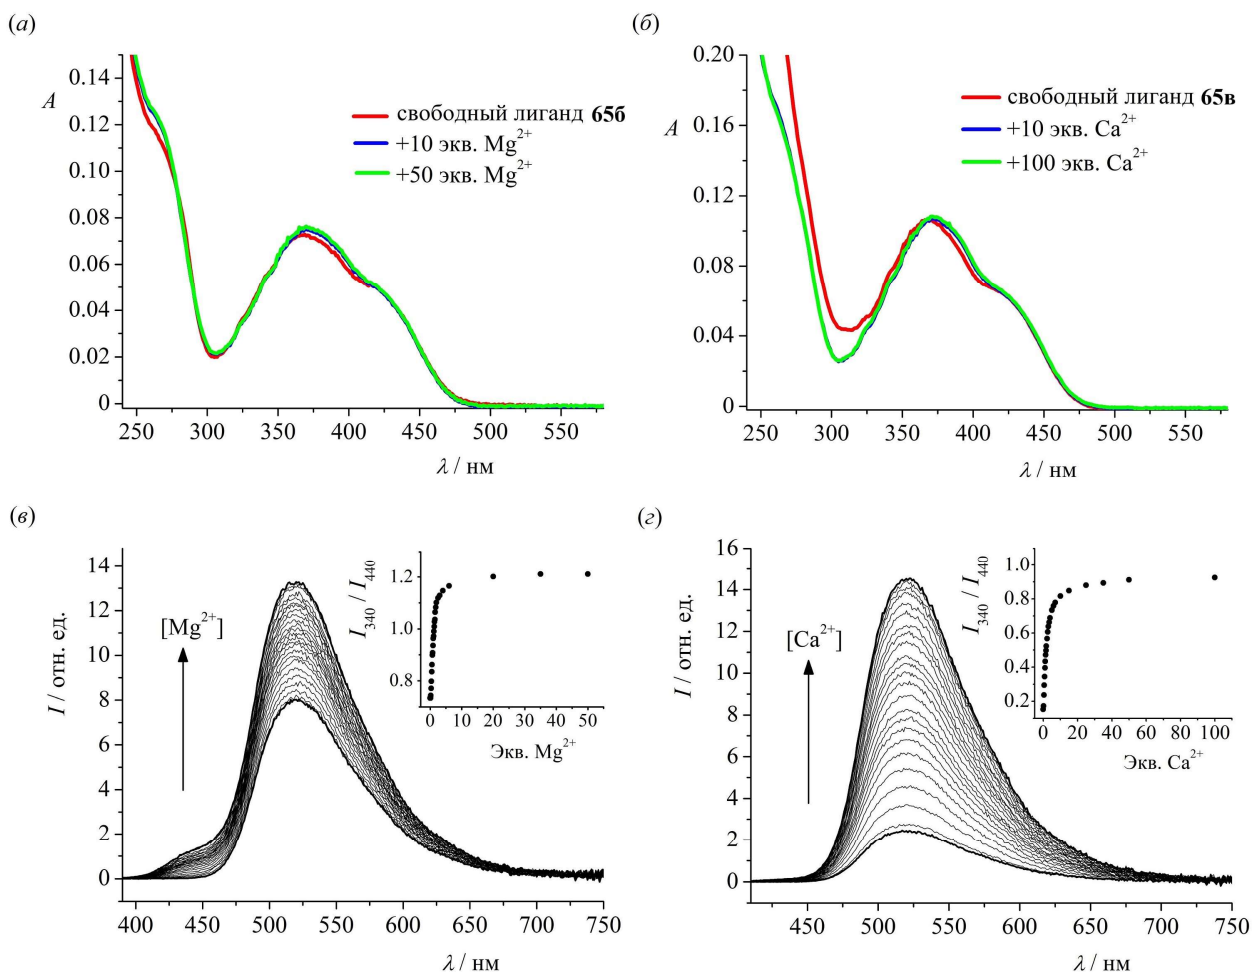 (а)
0.14
0.12
0.10
0.08
0.06
0.04
0.02
0
A
свободный лиганд 65б
+10 экв. Mg2+
+50 экв. Mg2+
250 300 350 400 450 500 550
λ / нм
(б)
0.20
0.16
0.12
0.08
0.04
0
A
свободный лиганд 65в
+10 экв. Ca2+
+100 экв. Ca2+
250 300 350 400 450 500 550
λ / нм
(в)
14
12
10
8
6
4
2
0
I / отн. ед.
[Mg2+]
I340 / I440
1.2
1.0
0.8
0 10 20 30 40 50
Экв. Mg2+
400 450 500 550 600 650 700 750
λ / нм
(г)
16
14
12
10
8
6
4
2
0
I / отн. ед.
[Ca2+]
I340 / I440
1.0
0.8
0.6
0.4
0.2
0 20 40 60 80 100
Экв. Ca2+
450 500 550 600 650 700 750
λ / нм